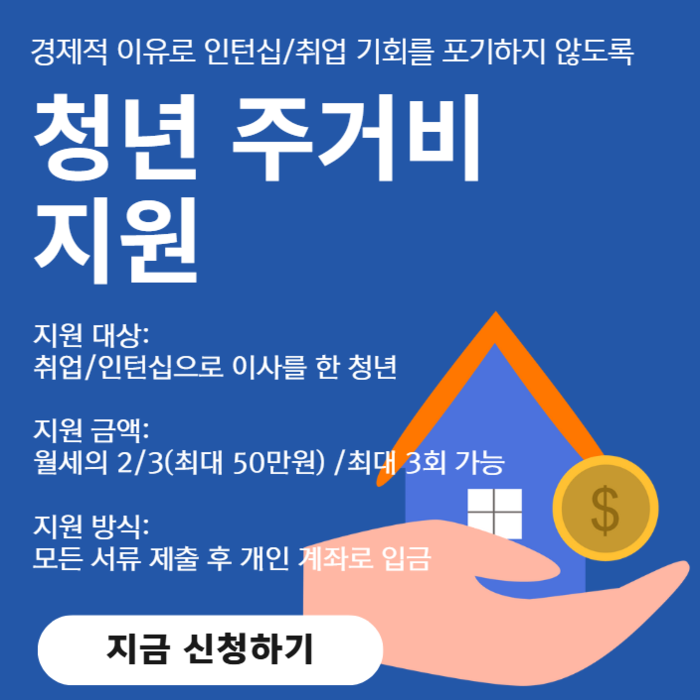 경제적 이유로 인턴십/취업 기회를 포기하지 않도록
청년 주거비
지원
지원 대상:
취업/인턴십으로 이사를 한 청년
지원 금액:
월세의 2/3(최대 50만원) /최대 3회 가능
지원 방식:
모든 서류 제출 후 개인 계좌로 입금
$
지금 신청하기